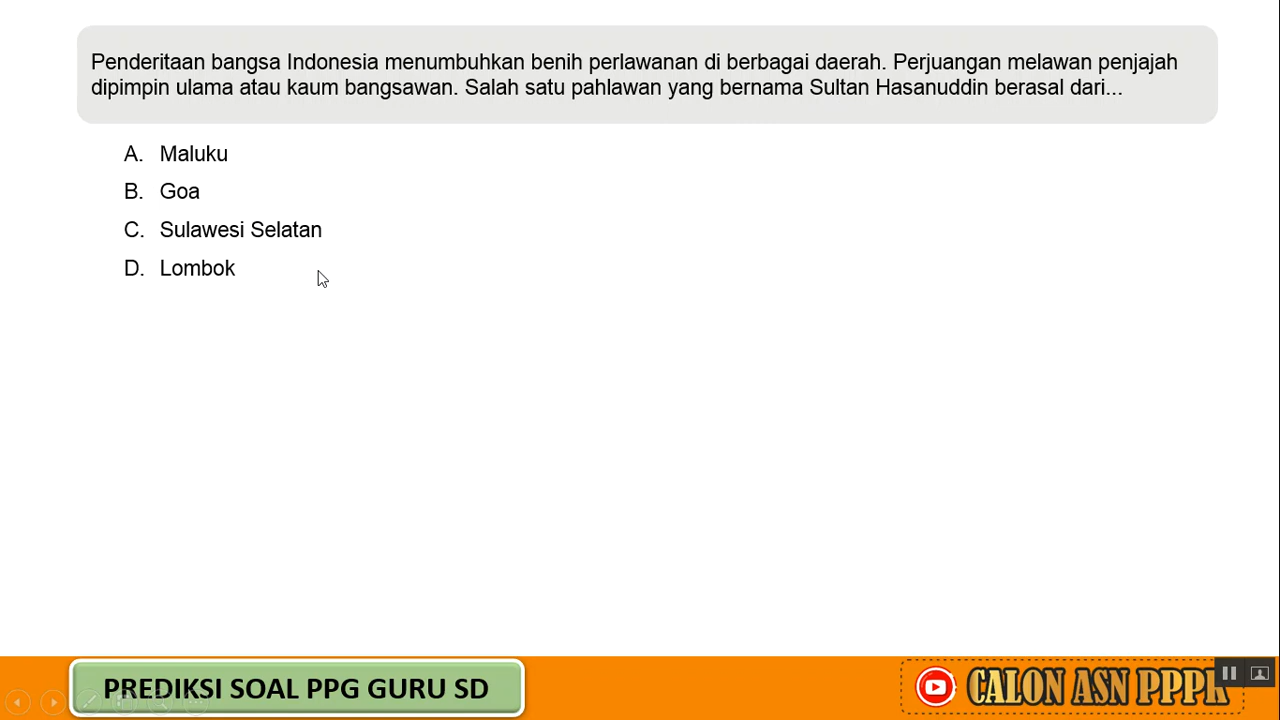 Penderitaan bangsa Indonesia menumbuhkan benih perlawanan di berbagai daerah. Perjuangan melawan penjajah
dipimpin ulama atau kaum bangsawan. Salah satu pahlawan yang bernama Sultan Hasanuddin berasal dari...
A. Maluku
B. Goa
C. Sulawesi Selatan
D. Lombok
PREDIKSI SOAL PPG GURU SD
CALON ASN PPPK